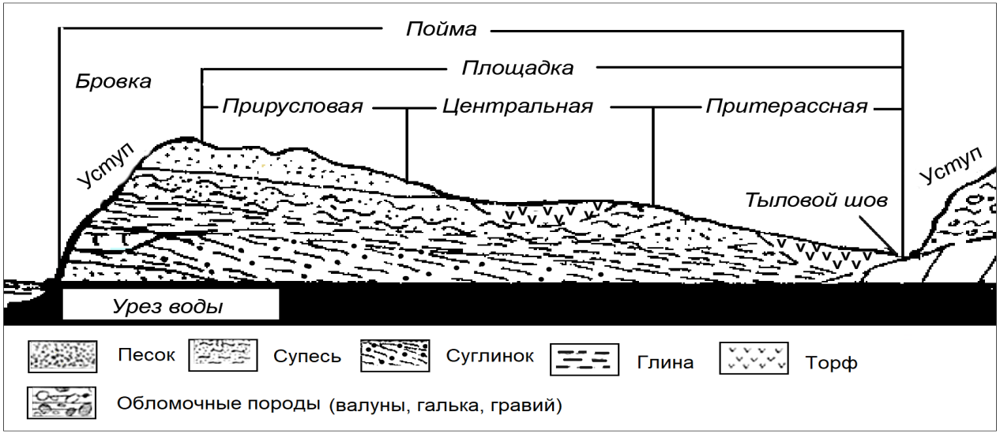 Пойма
Площадка
Бровка
Прирусловая Центральная Притерассная
Уступ
Уступ
Тыловой шов
Урез воды
Песок Супесь Суглинок Глина Торф
Обломочные породы (валуны, галька, гравий)